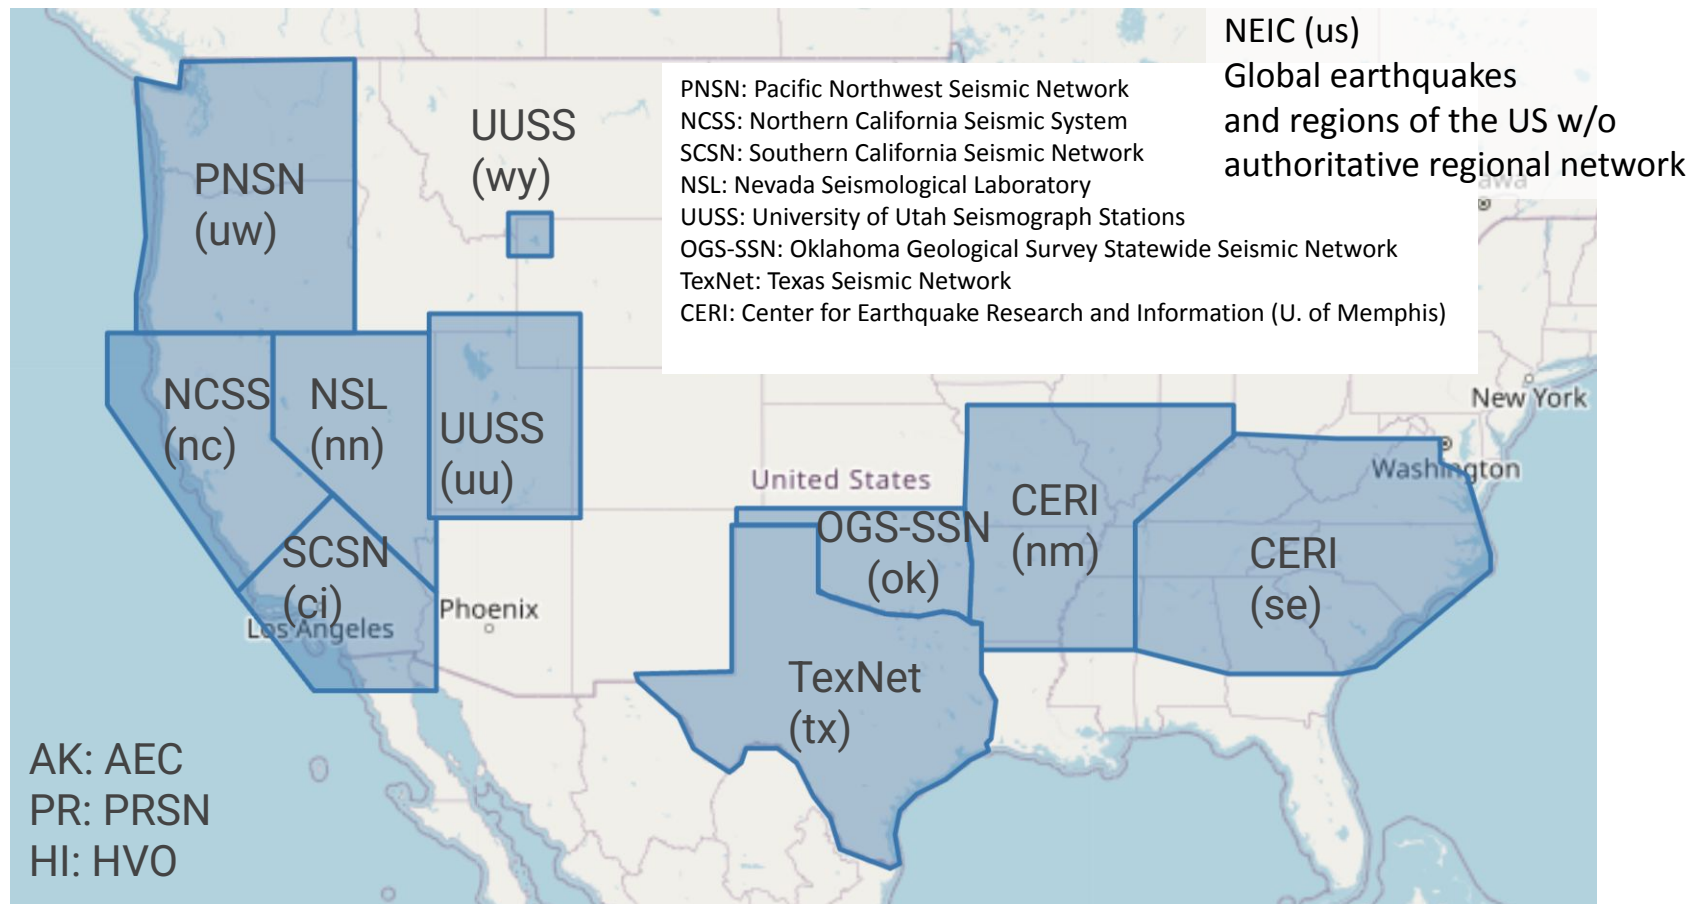 NEIC (us)
Global earthquakes
and regions of the US w/o
authoritative regional network
PNSN: Pacific Northwest Seismic Network
NCSS: Northern California Seismic System
SCSN: Southern California Seismic Network
NSL: Nevada Seismological Laboratory
UUSS: University of Utah Seismograph Stations
OGS-SSN: Oklahoma Geological Survey Statewide Seismic Network
TexNet: Texas Seismic Network
CERI: Center for Earthquake Research and Information (U. of Memphis)
UUSS
(wy)
PNSN
(uw)
NCSS
(nc)
NSL
(nn)
UUSS
(uu)
New York
Washington
United States
OGS-SSN
(ok)
CERI
(nm)
CERI
(se)
SCSN
(ci)
Los Angeles
Phoenix
TexNet
(tx)
AK: AEC
PR: PRSN
HI: HVO